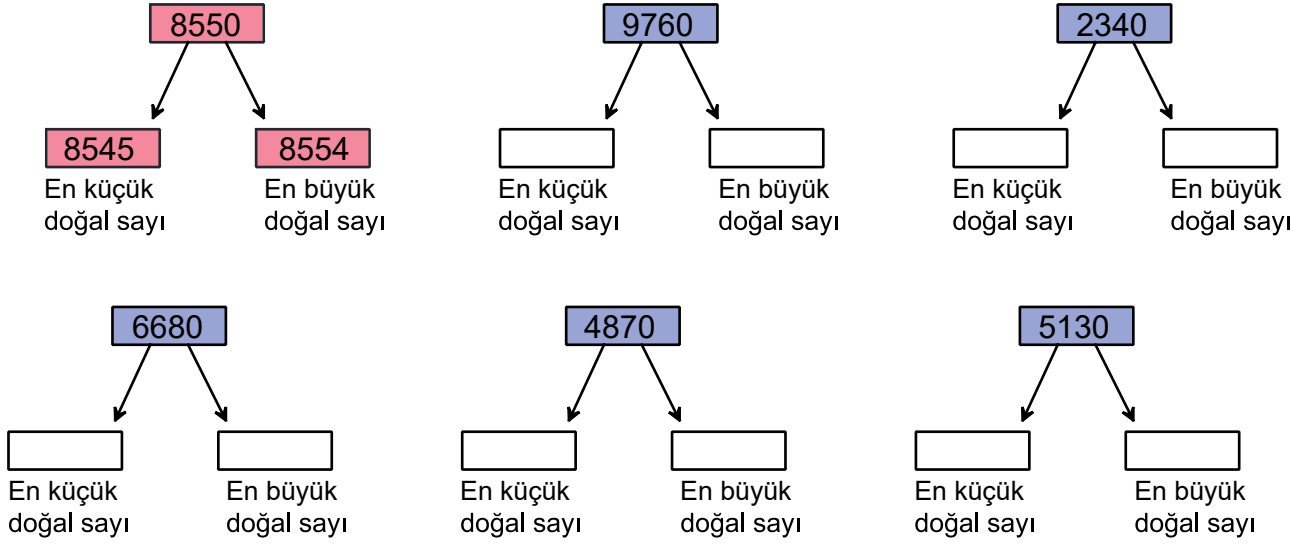 8550
9760
2340
8545
8554
En küçük
doğal sayı
En büyük
doğal sayı
En küçük
doğal sayı
En büyük
doğal sayı
En küçük
doğal sayı
En büyük
doğal sayı
6680
4870
5130
En küçük
doğal sayı
En büyük
doğal sayı
En küçük
doğal sayı
En büyük
doğal sayı
En küçük
doğal sayı
En büyük
doğal sayı